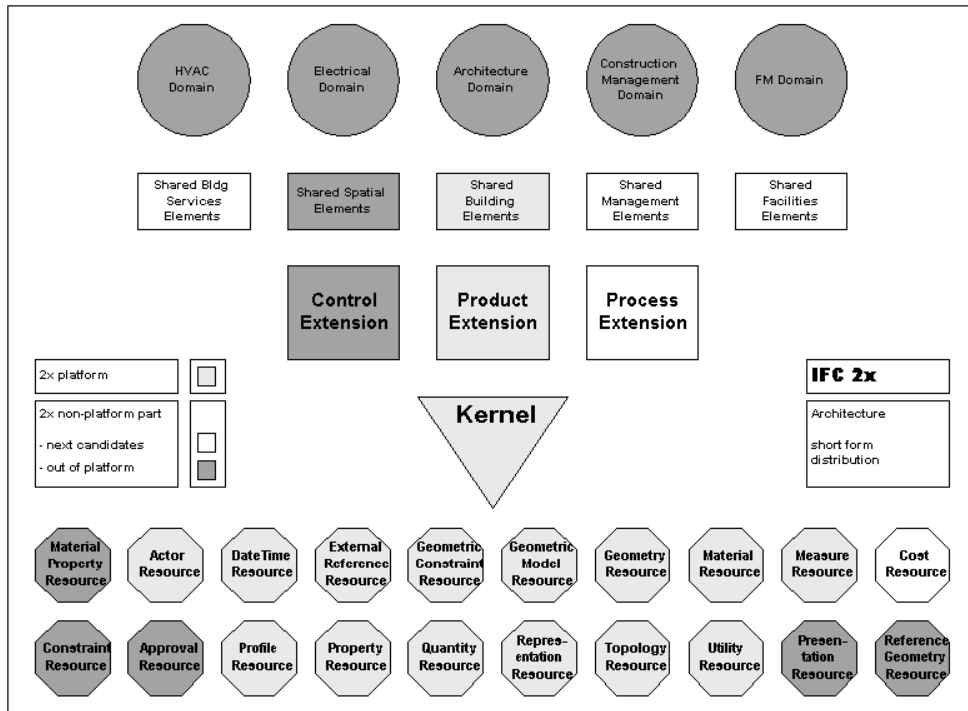 HVAC
Domain
Electrical
Domain
Architecture
Domain
Construction
Management
Domain
FM Domain
Shared Bldg
Services
Elements
Shared Spatial
Elements
Shared
Building
Elements
Shared
Management
Elements
Shared
Facilities
Elements
Control
Extension
Product
Extension
Process
Extension
2x platform
2x non-platform part
- next candidates
- out of platform
Kernel
IFC 2x
Architecture
short form
distribution
Material
Property
Resource
Actor
Resource
DateTime
Resource
External
Reference
Resource
Geometric
Constraint
Resource
Geometric
Model
Resource
Geometry
Resource
Material
Resource
Measure
Resource
Cost
Resource
Constraint
Resource
Approval
Resource
Profile
Resource
Property
Resource
Quantity
Resource
Repres-
entation
Resource
Topology
Resource
Utility
Resource
Presen-
tation
Resource
Reference
Geometry
Resource